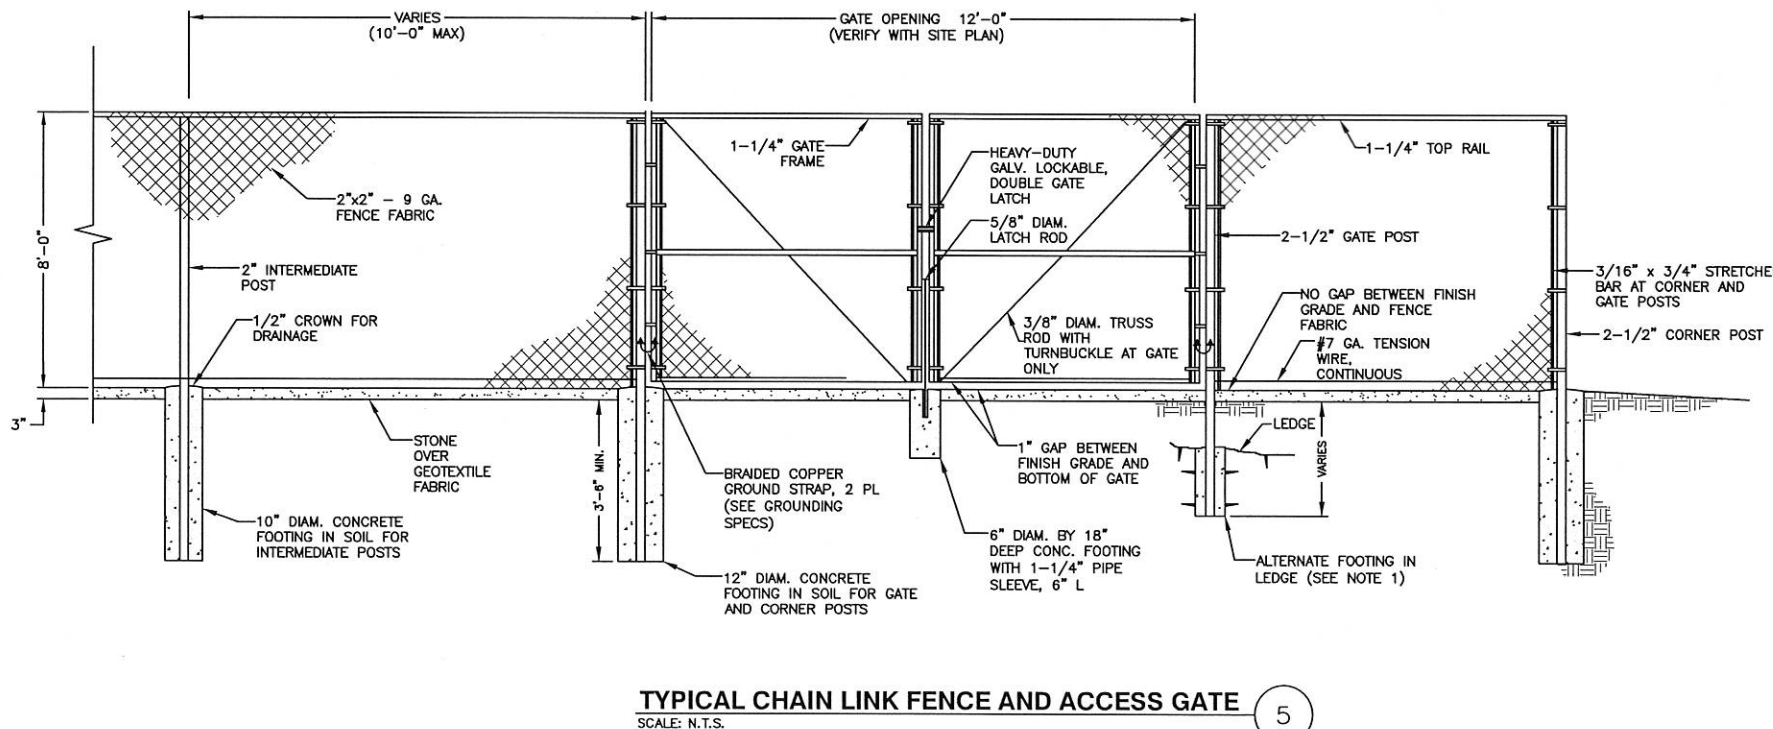 VARIES
(10'-0" MAX)
GATE OPENING 12'-0"
(VERIFY WITH SITE PLAN)
8'-0"
3"
2"x2" - 9 GA.
FENCE FABRIC
2" INTERMEDIATE
POST
1/2" CROWN FOR
DRAINAGE
1-1/4" GATE
FRAME
HEAVY-DUTY
GALV. LOCKABLE,
DOUBLE GATE
LATCH
5/8" DIAM.
LATCH ROD
3/8" DIAM. TRUSS
ROD WITH
TURNBUCKLE AT GATE
ONLY
1-1/4" TOP RAIL
2-1/2" GATE POST
NO GAP BETWEEN FINISH
GRADE AND FENCE
FABRIC
#7 GA. TENSION
WIRE,
CONTINUOUS
3/16" x 3/4" STRETCHE
BAR AT CORNER AND
GATE POSTS
2-1/2" CORNER POST
STONE
OVER
GEOTEXTILE
FABRIC
10" DIAM. CONCRETE
FOOTING IN SOIL FOR
INTERMEDIATE POSTS
3'-6" MIN.
BRAIDED COPPER
GROUND STRAP, 2 PL
(SEE GROUNDING
SPECS)
12" DIAM. CONCRETE
FOOTING IN SOIL FOR GATE
AND CORNER POSTS
1" GAP BETWEEN
FINISH GRADE AND
BOTTOM OF GATE
6" DIAM. BY 18"
DEEP CONC. FOOTING
WITH 1-1/4" PIPE
SLEEVE, 6" L
LEDGE
VARIES
ALTERNATE FOOTING IN
LEDGE (SEE NOTE 1)
TYPICAL CHAIN LINK FENCE AND ACCESS GATE 5
SCALE: N.T.S.